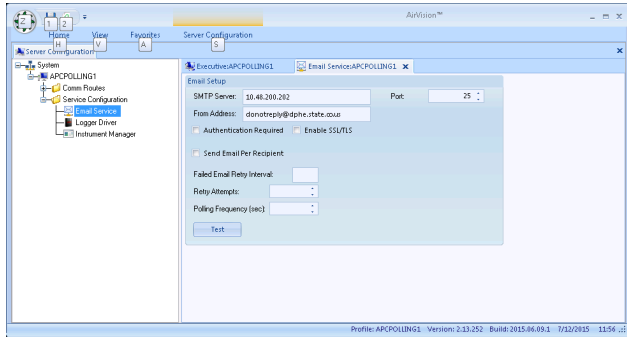 AirVision™
Z
1
2
Home View Favorites Server Configuration
H V A S
Server Configuration
System
APCPOLLING1
Comm Routes
Service Configuration
Email Service
Logger Driver
Instrument Manager
Executive:APCPOLLING1 Email Service:APCPOLLING1
Email Setup
SMTP Server: 10.48.200.202 Port: 25
From Address: donotreply@dphe.state.co.us
Authentication Required Enable SSL/TLS
Send Email Per Recipient
Failed Email Retry Interval:
Retry Attempts:
Polling Frequency (sec):
Test
Profile: APCPOLLING1 Version: 2.13.252 Build: 2015.06.09.1 7/12/2015 11:56